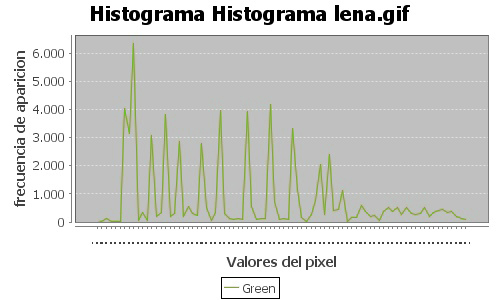 Histograma Histograma lena.gif
frecuencia de aparicion
6.000
5.000
4.000
3.000
2.000
1.000
0
Valores del pixel
Green